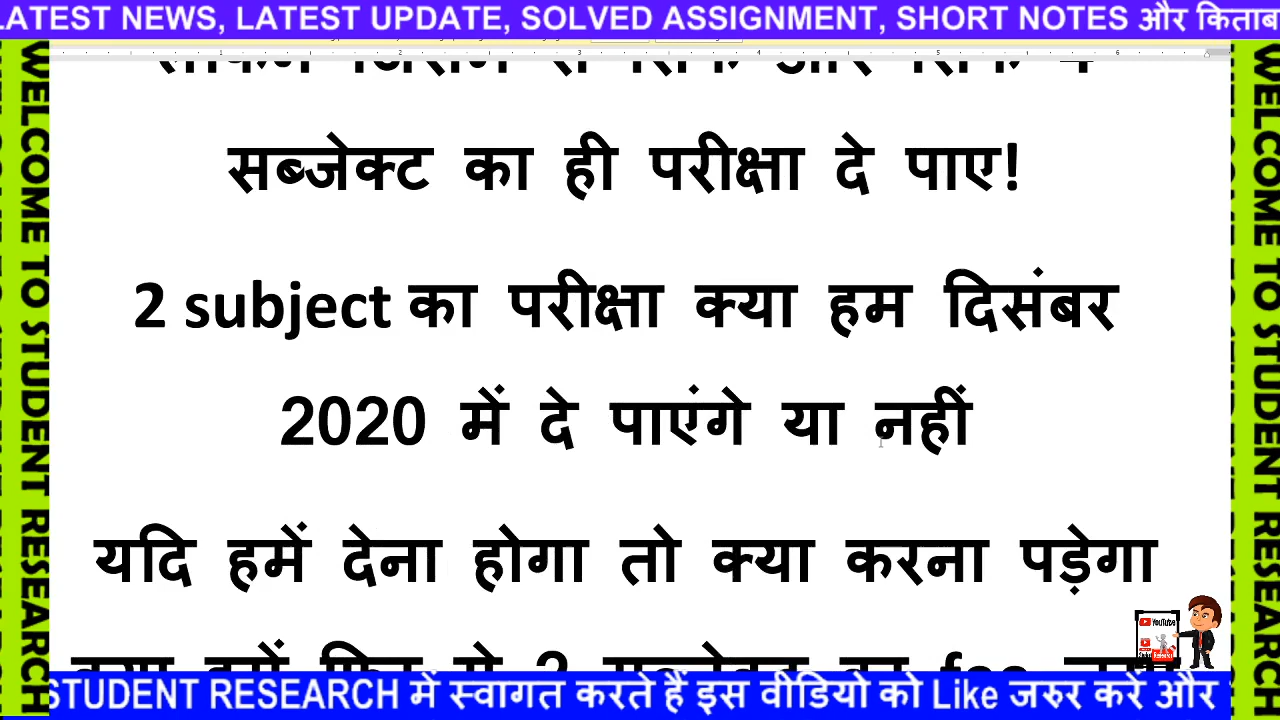 LATEST NEWS, LATEST UPDATE, SOLVED ASSIGNMENT, SHORT NOTES और किताब
सब्जेक्ट का ही परीक्षा दे पाए!
2 subject का परीक्षा क्या हम दिसंबर
2020 में दे पाएंगे या नहीं
यदि हमें देना होगा तो क्या करना पड़ेगा
STUDENT RESEARCH में स्वागत करते हैं इस वीडियो को Like जरुर करें और
WELCOME TO STUDENT RESEARCH
WELCOME TO STUDENT RESEARCH
YouTube